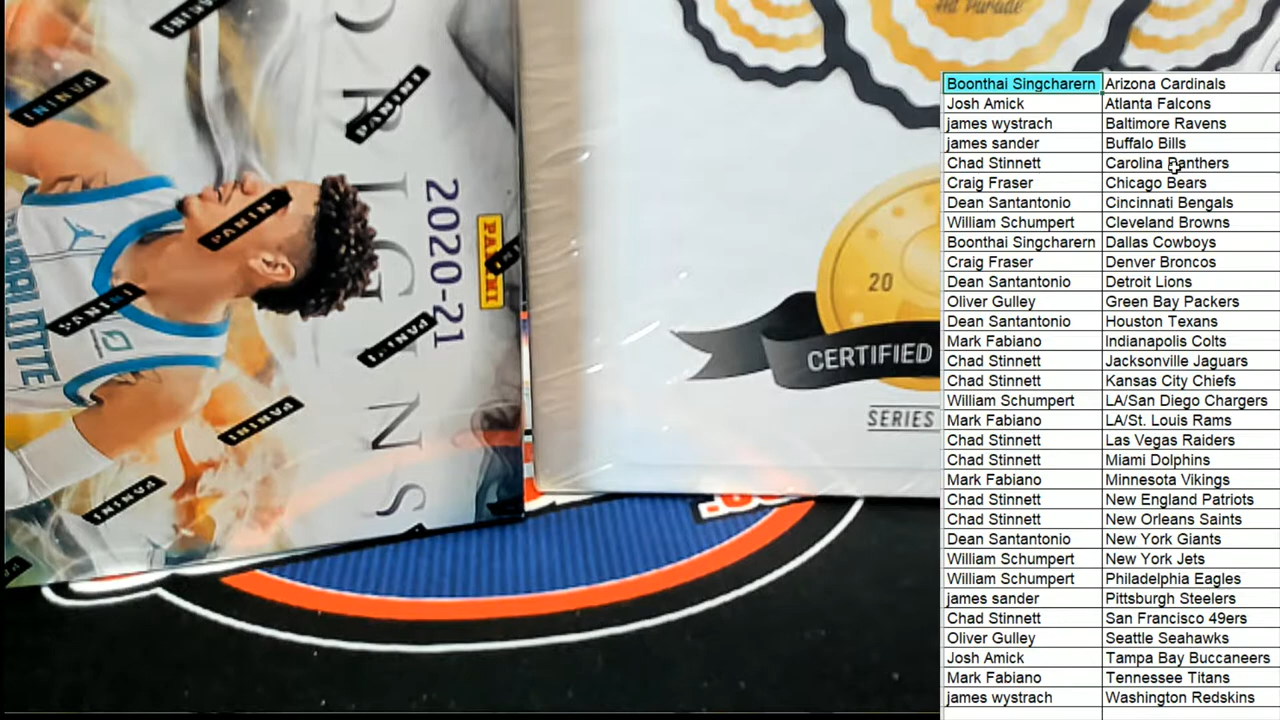 Art Parade
PANINI
PANINI
PANINI
PANINI
PANINI
PANINI
PANINI
ORIGINS
2020-21
PANINI
CHARLOTTE
20
CERTIFIED
SERIES
Boonthai Singcharern Arizona Cardinals
Josh Amick Atlanta Falcons
james wystrach Baltimore Ravens
james sander Buffalo Bills
Chad Stinnett Carolina Panthers
Craig Fraser Chicago Bears
Dean Santantonio Cincinnati Bengals
William Schumpert Cleveland Browns
Boonthai Singcharern Dallas Cowboys
Craig Fraser Denver Broncos
Dean Santantonio Detroit Lions
Oliver Gulley Green Bay Packers
Dean Santantonio Houston Texans
Mark Fabiano Indianapolis Colts
Chad Stinnett Jacksonville Jaguars
Chad Stinnett Kansas City Chiefs
William Schumpert LA/San Diego Chargers
Mark Fabiano LA/St. Louis Rams
Chad Stinnett Las Vegas Raiders
Chad Stinnett Miami Dolphins
Mark Fabiano Minnesota Vikings
Chad Stinnett New England Patriots
Chad Stinnett New Orleans Saints
Dean Santantonio New York Giants
William Schumpert New York Jets
William Schumpert Philadelphia Eagles
james sander Pittsburgh Steelers
Chad Stinnett San Francisco 49ers
Oliver Gulley Seattle Seahawks
Josh Amick Tampa Bay Buccaneers
Mark Fabiano Tennessee Titans
james wystrach Washington Redskins